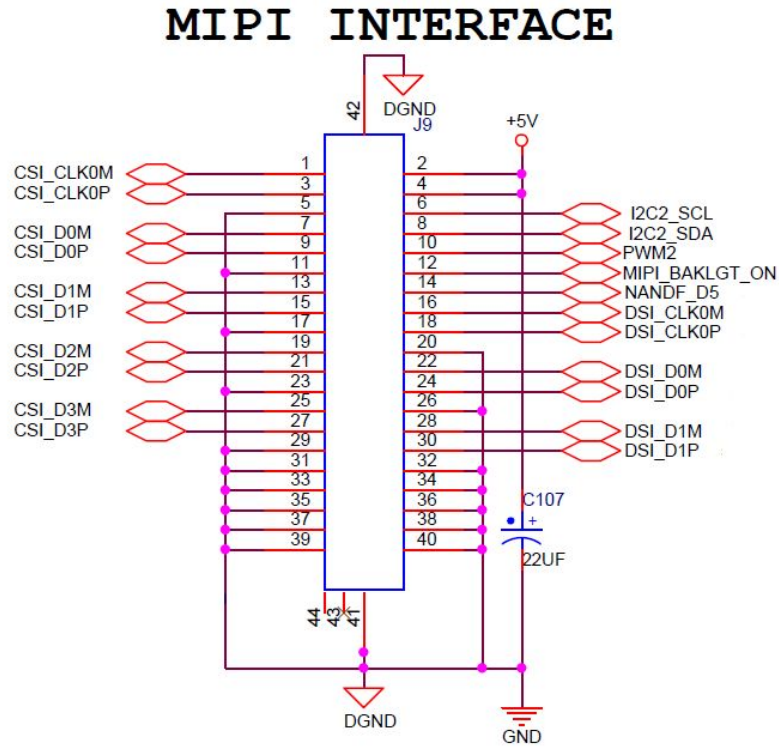 MIPI INTERFACE
42
DGND
J9
+5V
CSI_CLK0M 1 2
CSI_CLK0P 3 4
5 6 I2C2_SCL
CSI_D0M 7 8 I2C2_SDA
CSI_D0P 9 10 PWM2
11 12 MIPI_BAKLGT_ON
CSI_D1M 13 14 NANDF_D5
CSI_D1P 15 16 DSI_CLK0M
17 18 DSI_CLK0P
CSI_D2M 19 20
CSI_D2P 21 22 DSI_D0M
23 24 DSI_D0P
CSI_D3M 25 26
CSI_D3P 27 28 DSI_D1M
29 30 DSI_D1P
31 32
33 34
35 36
C107
37 38
+
39 40
22UF
44 43 41
DGND
GND